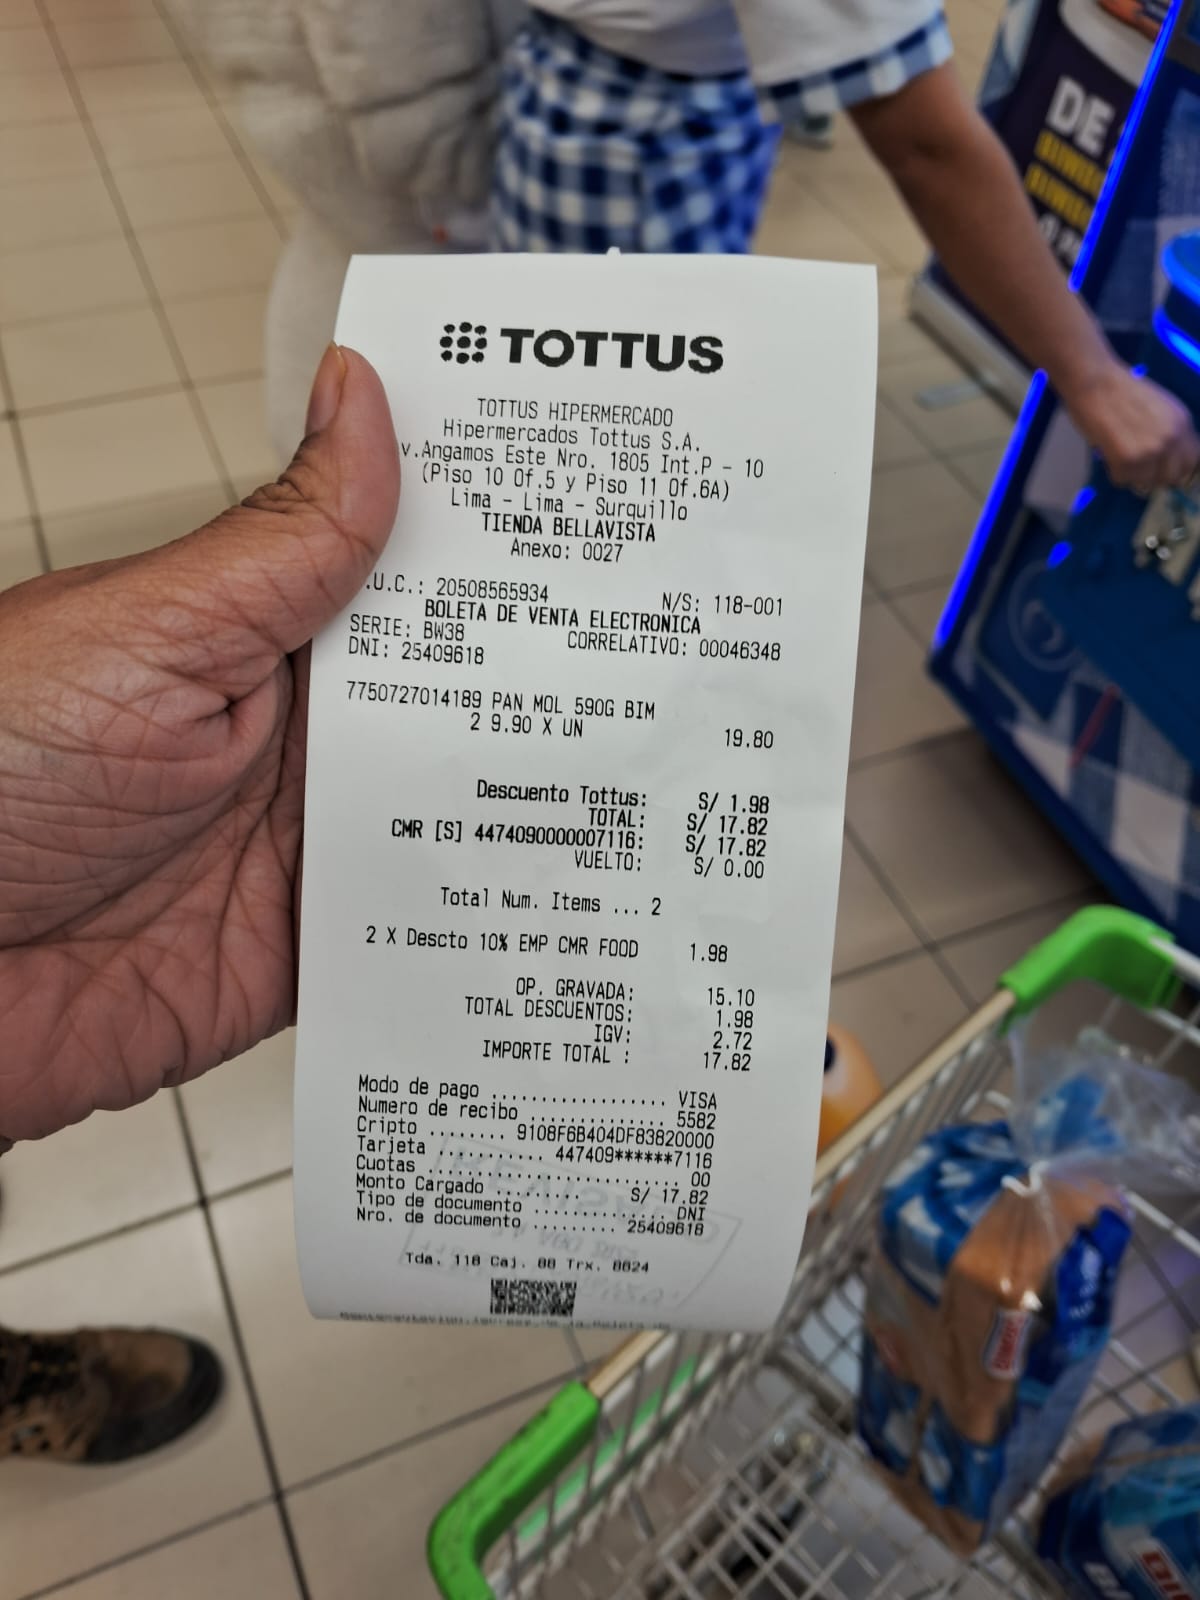 TOTTUS
TOTTUS HIPERMERCADO
Hipermercados Tottus S.A.
v.Angamos Este Nro. 1805 Int.P - 10
(Piso 10 Of.5 y Piso 11 Of.6A)
Lima - Lima - Surquillo
TIENDA BELLAVISTA
Anexo: 0027
.U.C.: 20508565934 N/S: 118-001
BOLETA DE VENTA ELECTRONICA
SERIE: BW38 CORRELATIVO: 00046348
DNI: 25409618
7750727014189 PAN MOL 590G BIM
2 9.90 X UN 19.80
Descuento Tottus: S/ 1.98
TOTAL: S/ 17.82
CMR [S] 4474090000007116: S/ 17.82
VUELTO: S/ 0.00
Total Num. Items ... 2
2 X Descto 10% EMP CMR FOOD 1.98
OP. GRAVADA: 15.10
TOTAL DESCUENTOS: 1.98
IGV: 2.72
IMPORTE TOTAL : 17.82
Modo de pago .................. VISA
Numero de recibo .............. 5582
Cripto ........ 9108F6B404DF83820000
Tarjeta ........... 447409******7116
Cuotas .......................... 00
Monto Cargado ......... S/ 17.82
Tipo de documento ............... DNI
Nro. de documento ......... 25409618
Tda. 118 Caj. 88 Trx. 8824
DE